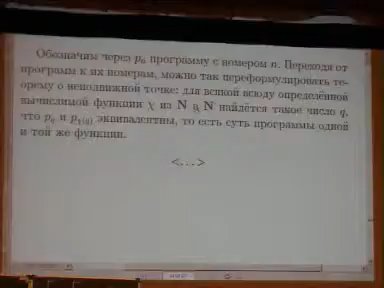 Обозначим через pₙ программу с номером n. Переходя от
программ к их номерам, можно так переформулировать те-
орему о неподвижной точке: для всякой всюду определённой
вычислимой функции χ из N в N найдётся такое число q,
что p_q и p_χ(q) эквивалентны, то есть суть программы одной
и той же функции.
<...>